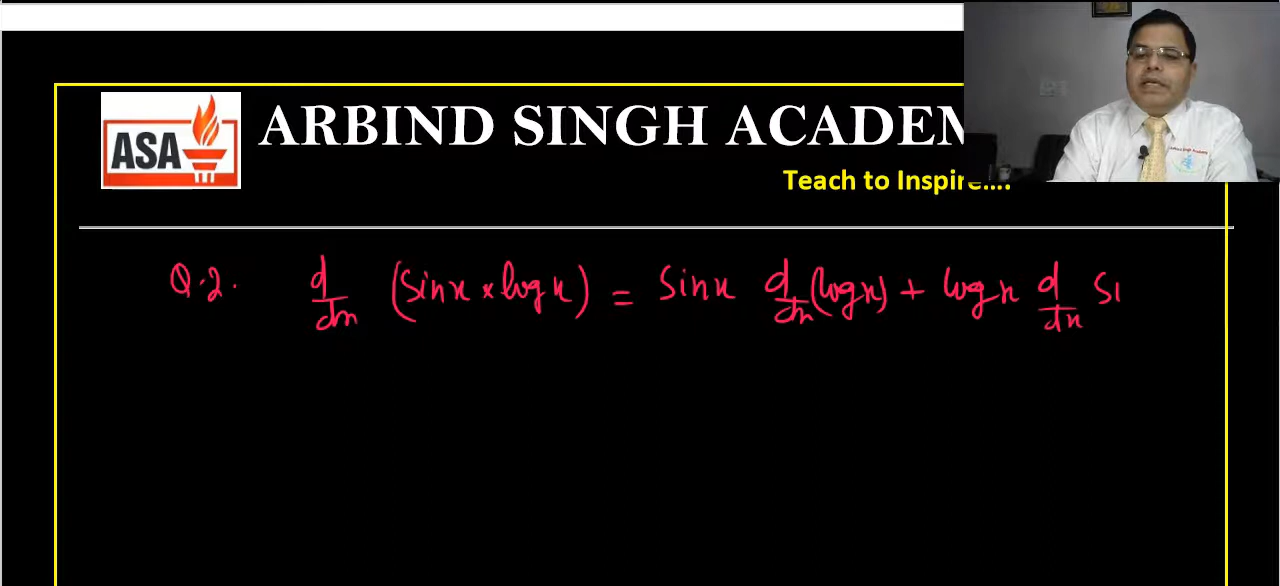 ASA ARBIND SINGH ACADEM
Teach to Inspire....
Q.2. d/dx (sinx × logx) = sinx d/dx (logx) + logx d/dx si